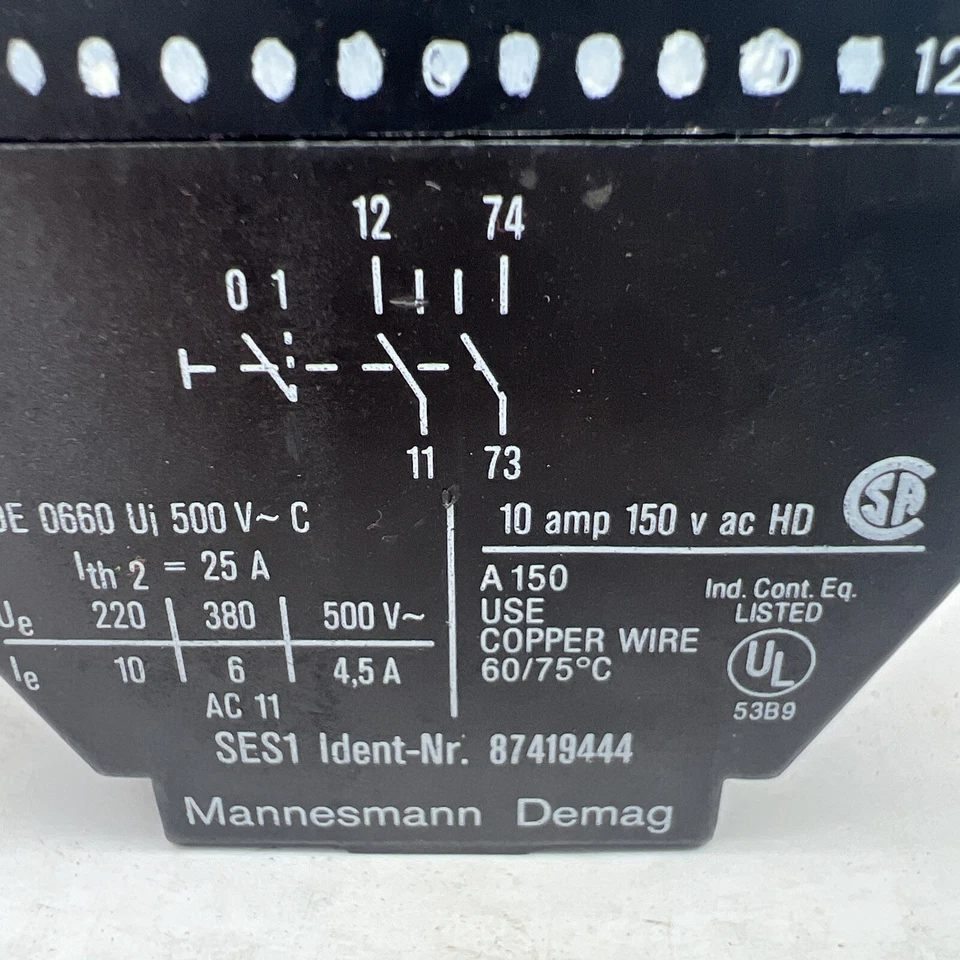 12
12 74
0 1
11 73
DE 0660 Ui 500 V~ C
Ith 2 = 25 A
Ue 220 380 500 V~
Ie 10 6 4,5 A
AC 11
10 amp 150 v ac HD
A 150
USE
COPPER WIRE
60/75°C
Ind. Cont. Eq.
LISTED
UL
53B9
SA
SES1 Ident-Nr. 87419444
Mannesmann Demag